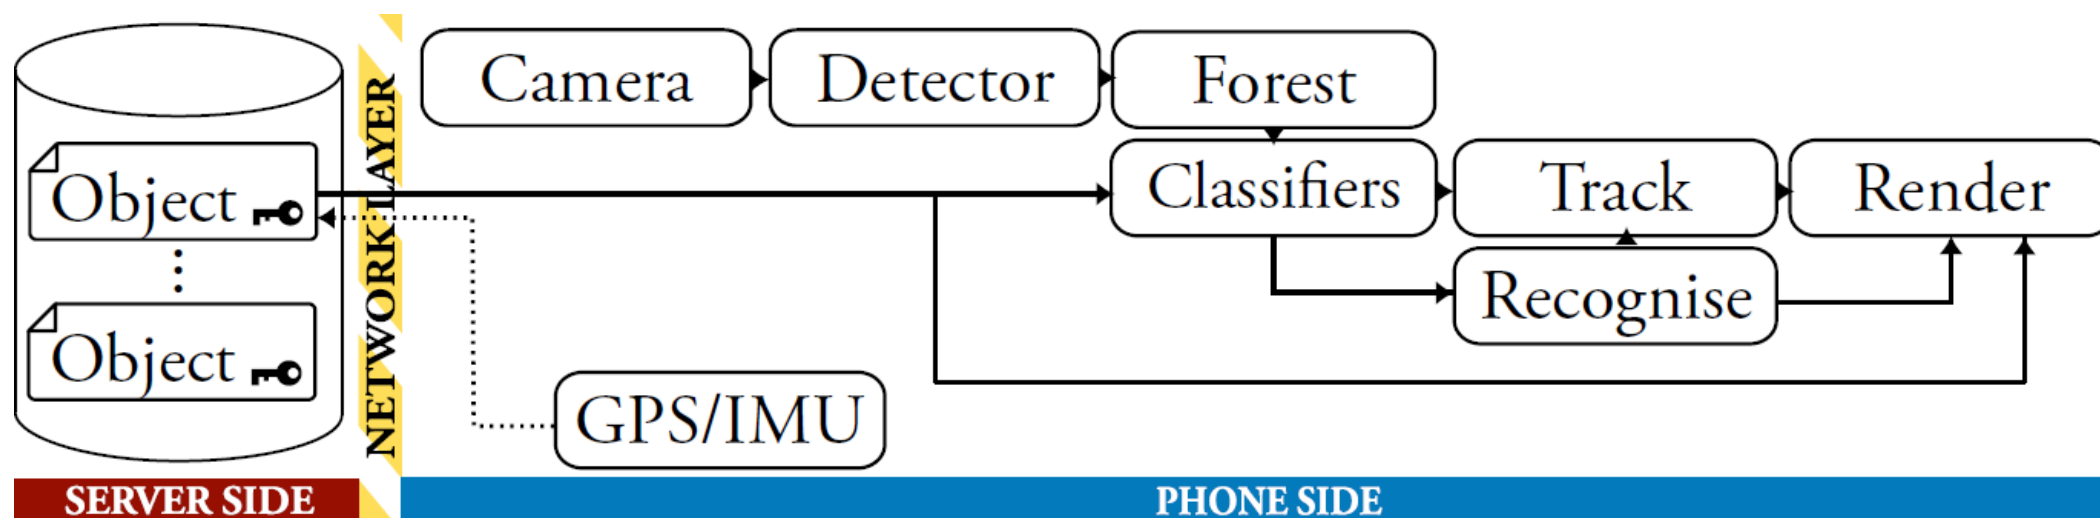 Object
Object
NETWORK LAYER
Camera
Detector
Forest
Classifiers
Track
Render
Recognise
GPS/IMU
SERVER SIDE
PHONE SIDE